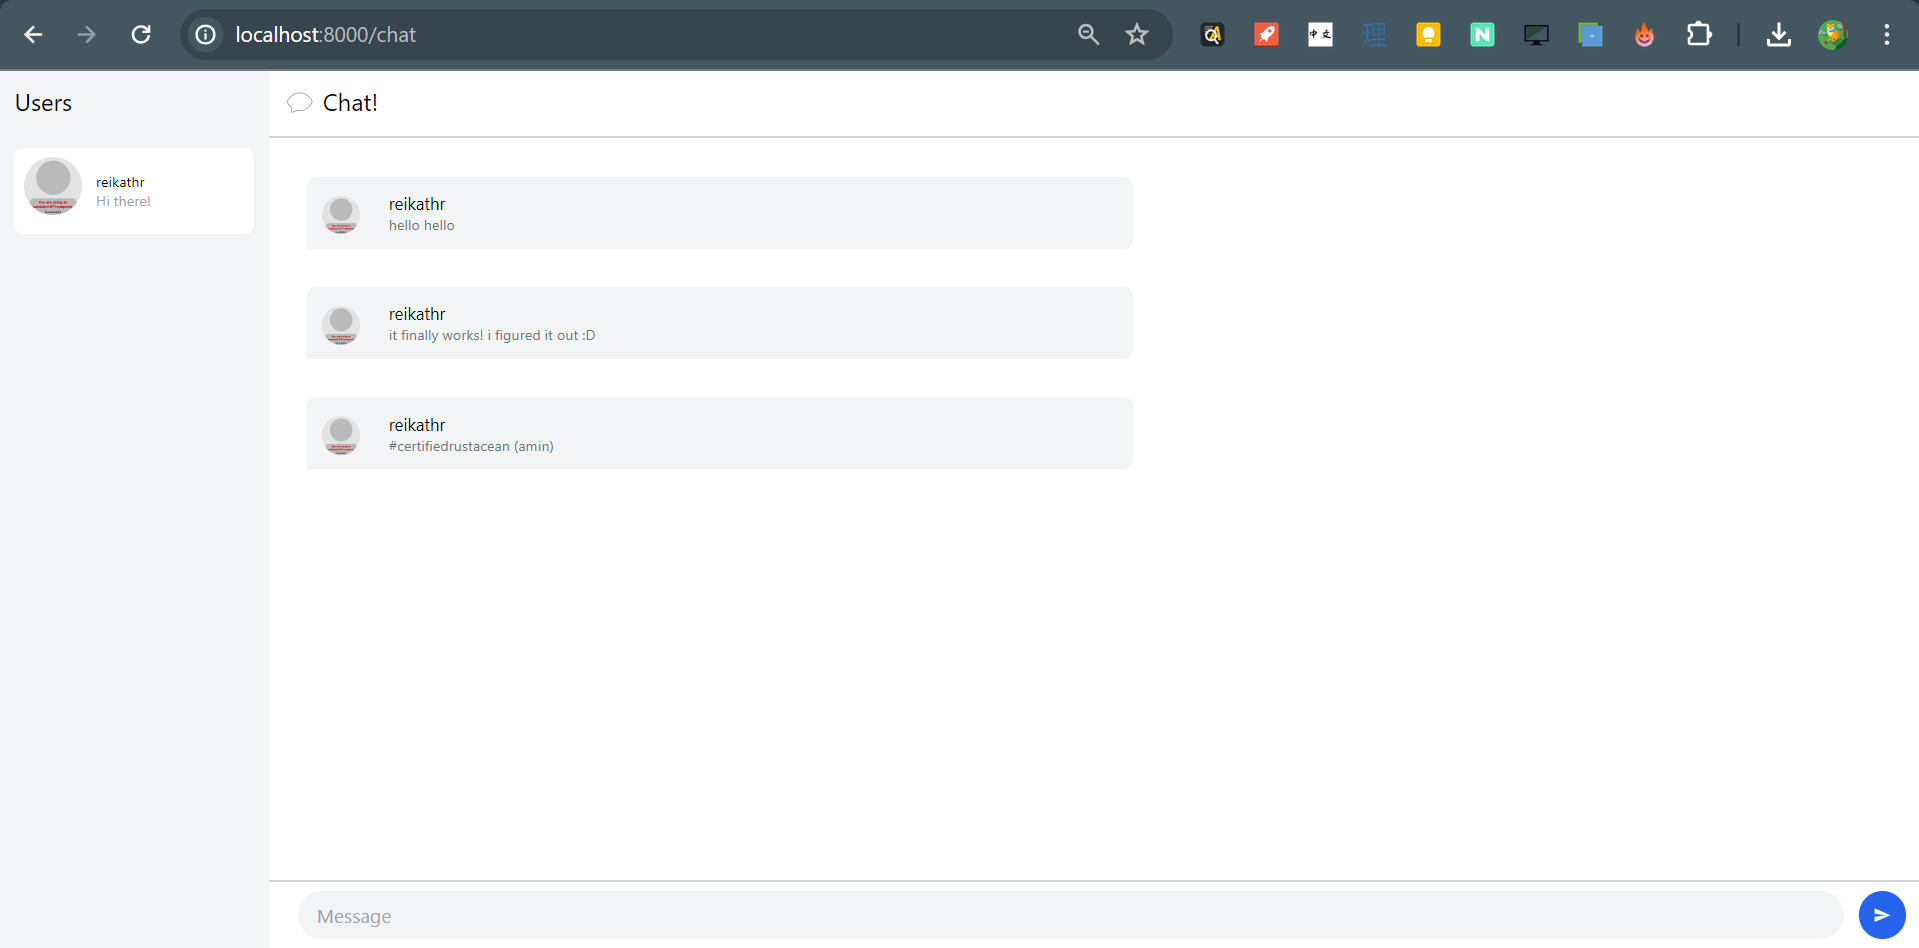 localhost:8000/chat
Users
Chat!
reikathr
Hi there!
reikathr
hello hello
reikathr
it finally works! i figured it out :D
reikathr
#certifiedrustacean (amin)
Message